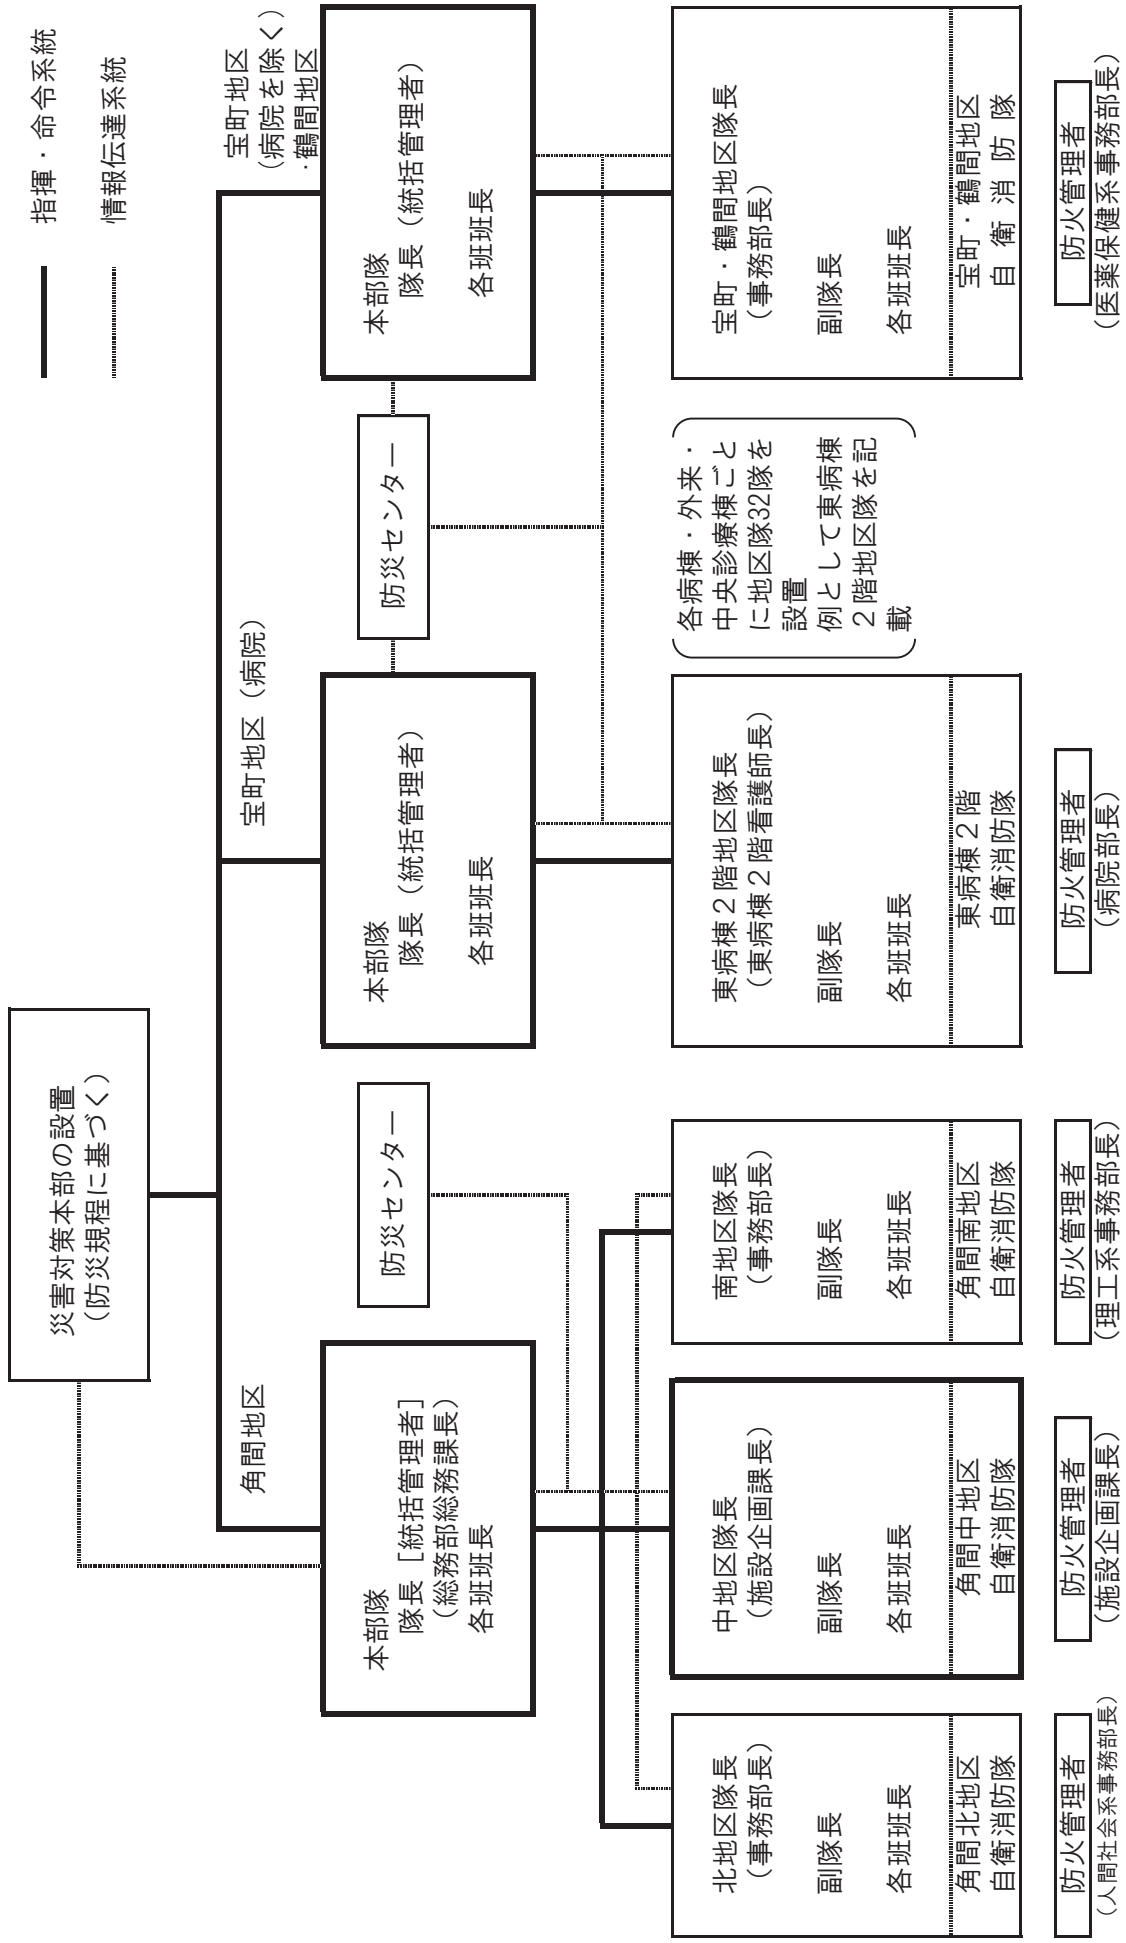 指揮・命令系統
情報伝達系統
災害対策本部の設置
(防災規程に基づく)
角間地区
宝町地区(病院)
宝町地区
(病院を除く)
・鶴間地区
本部隊
隊長[統括管理者]
(総務部総務課長)
各班班長
防災センター
本部隊
隊長(統括管理者)
各班班長
防災センター
本部隊
隊長(統括管理者)
各班班長
北地区隊長
(事務部長)
副隊長
各班班長
角間北地区
自衛消防隊
中地区隊長
(施設企画課長)
副隊長
各班班長
角間中地区
自衛消防隊
南地区隊長
(事務部長)
副隊長
各班班長
角間南地区
自衛消防隊
東病棟2階地区隊長
(東病棟2階看護師長)
副隊長
各班班長
東病棟2階
自衛消防隊
各病棟・外来・
中央診療棟ごと
に地区隊32隊を
設置
例として東病棟
2階地区隊を記
載
宝町・鶴間地区隊長
(事務部長)
副隊長
各班班長
宝町・鶴間地区
自衛消防隊
防火管理者
(人間社会系事務部長)
防火管理者
(施設企画課長)
防火管理者
(理工系事務部長)
防火管理者
(病院部長)
防火管理者
(医薬保健系事務部長)